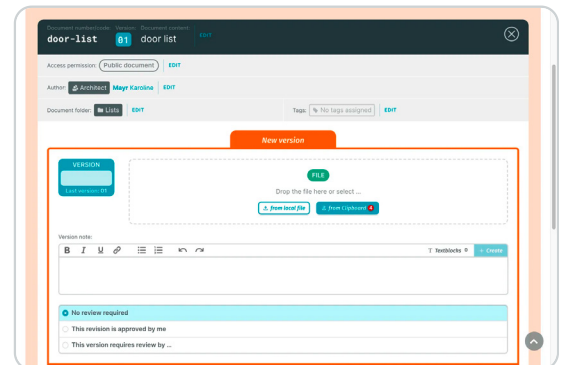 Document number/code: Version: Document content:
door-list 01 door list EDIT
Access permission: Public document EDIT
Author: Architect Mayr Karoline EDIT
Document folder: Lists EDIT Tags: No tags assigned EDIT
New version
VERSION
Last version: 01
FILE
Drop the file here or select ...
from local file from Clipboard 4
Version note:
B I U T Textblocks 0 + Create
No review required
This revision is approved by me
This version requires review by ...